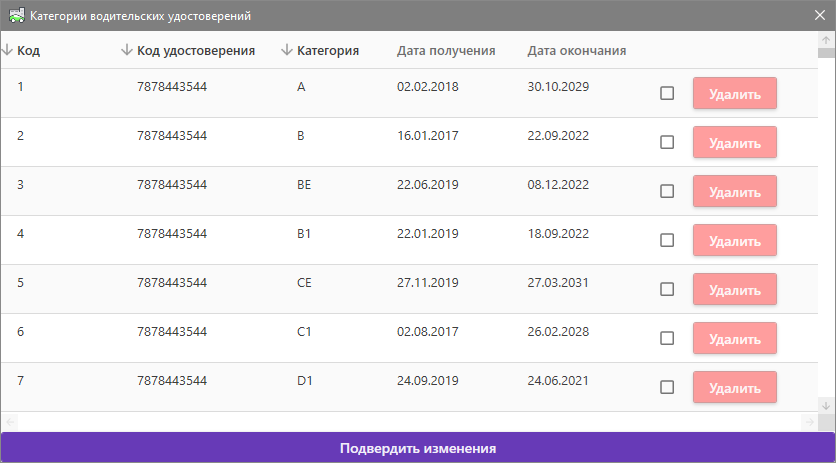 Категории водительских удостоверений
Код Код удостоверения Категория Дата получения Дата окончания
1 7878443544 A 02.02.2018 30.10.2029 Удалить
2 7878443544 B 16.01.2017 22.09.2022 Удалить
3 7878443544 BE 22.06.2019 08.12.2022 Удалить
4 7878443544 B1 22.01.2019 18.09.2022 Удалить
5 7878443544 CE 27.11.2019 27.03.2031 Удалить
6 7878443544 C1 02.08.2017 26.02.2028 Удалить
7 7878443544 D1 24.09.2019 24.06.2021 Удалить
Подвердить изменения